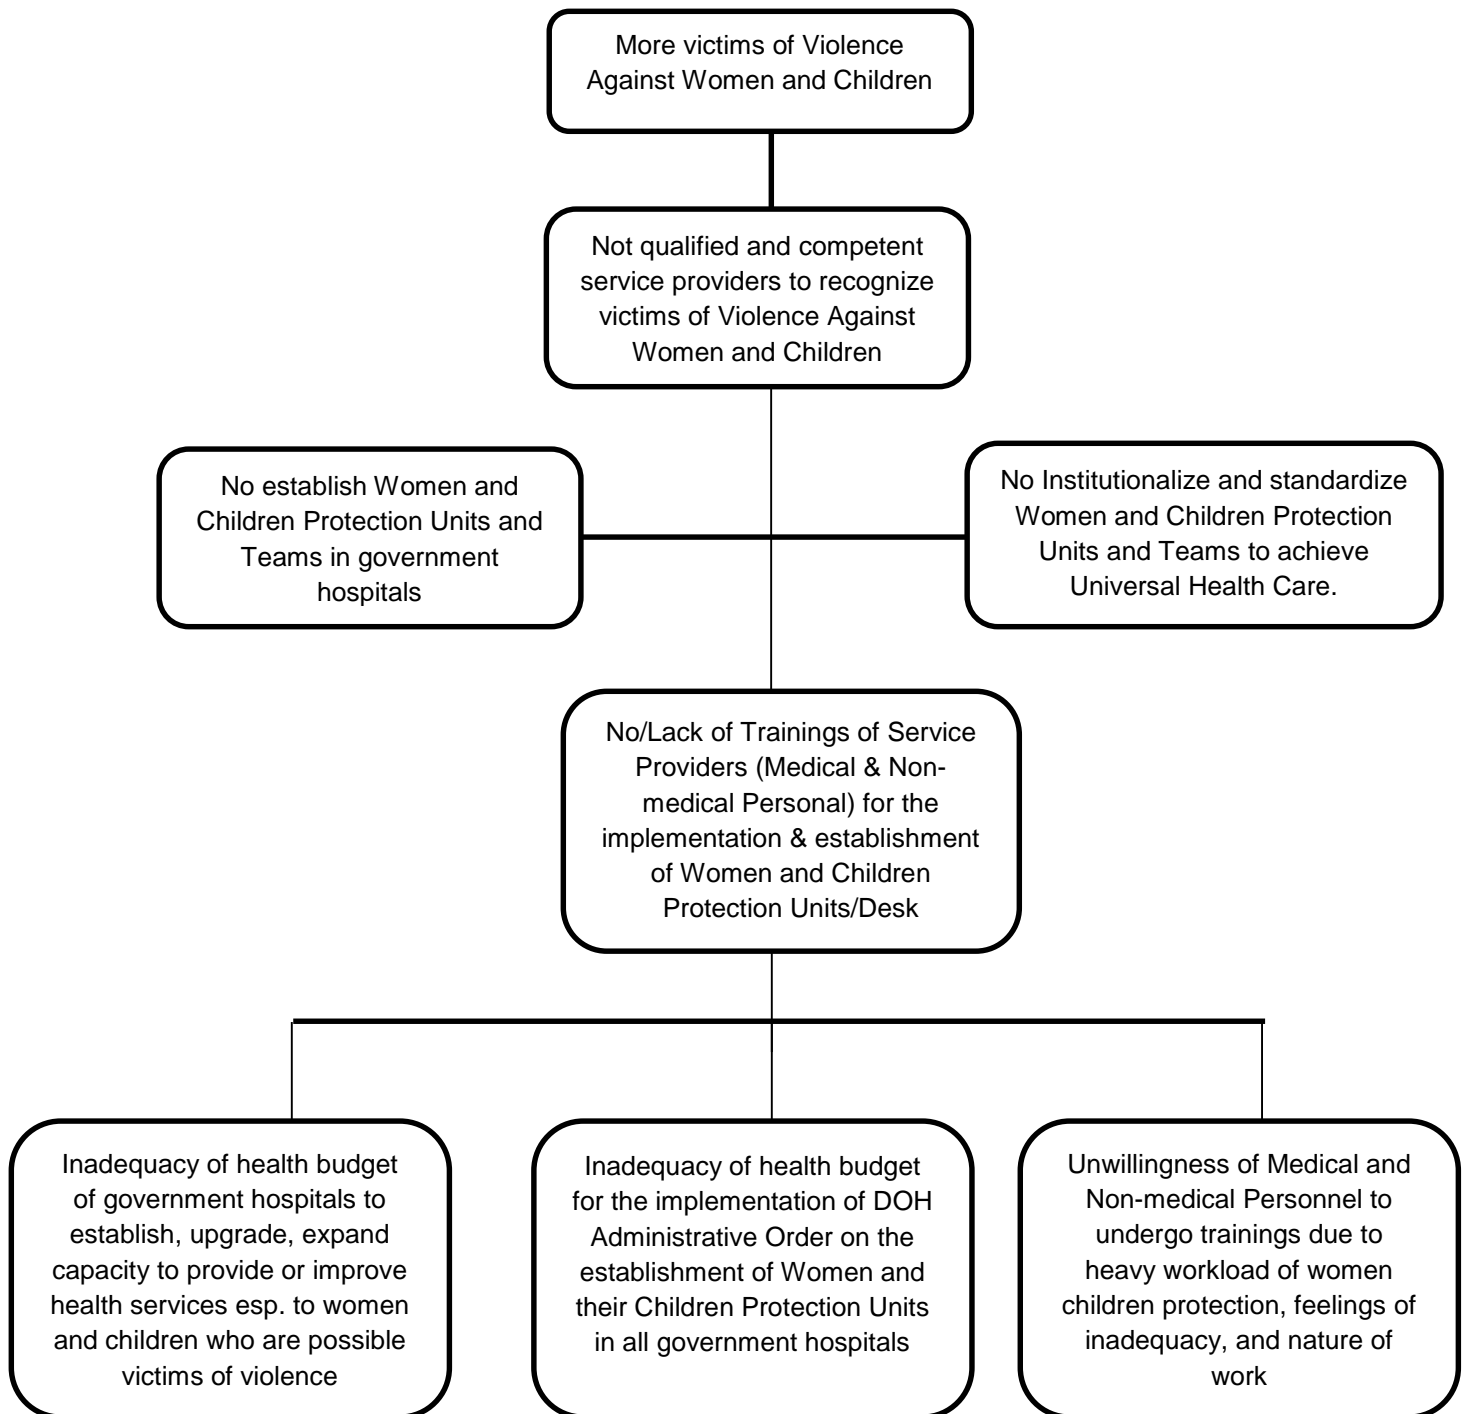 More victims of Violence
Against Women and Children
Not qualified and competent
service providers to recognize
victims of Violence Against
Women and Children
No establish Women and
Children Protection Units and
Teams in government
hospitals
No Institutionalize and standardize
Women and Children Protection
Units and Teams to achieve
Universal Health Care.
No/Lack of Trainings of Service
Providers (Medical & Non-
medical Personal) for the
implementation & establishment
of Women and Children
Protection Units/Desk
Inadequacy of health budget
of government hospitals to
establish, upgrade, expand
capacity to provide or improve
health services esp. to women
and children who are possible
victims of violence
Inadequacy of health budget
for the implementation of DOH
Administrative Order on the
establishment of Women and
their Children Protection Units
in all government hospitals
Unwillingness of Medical and
Non-medical Personnel to
undergo trainings due to
heavy workload of women
children protection, feelings of
inadequacy, and nature of
work